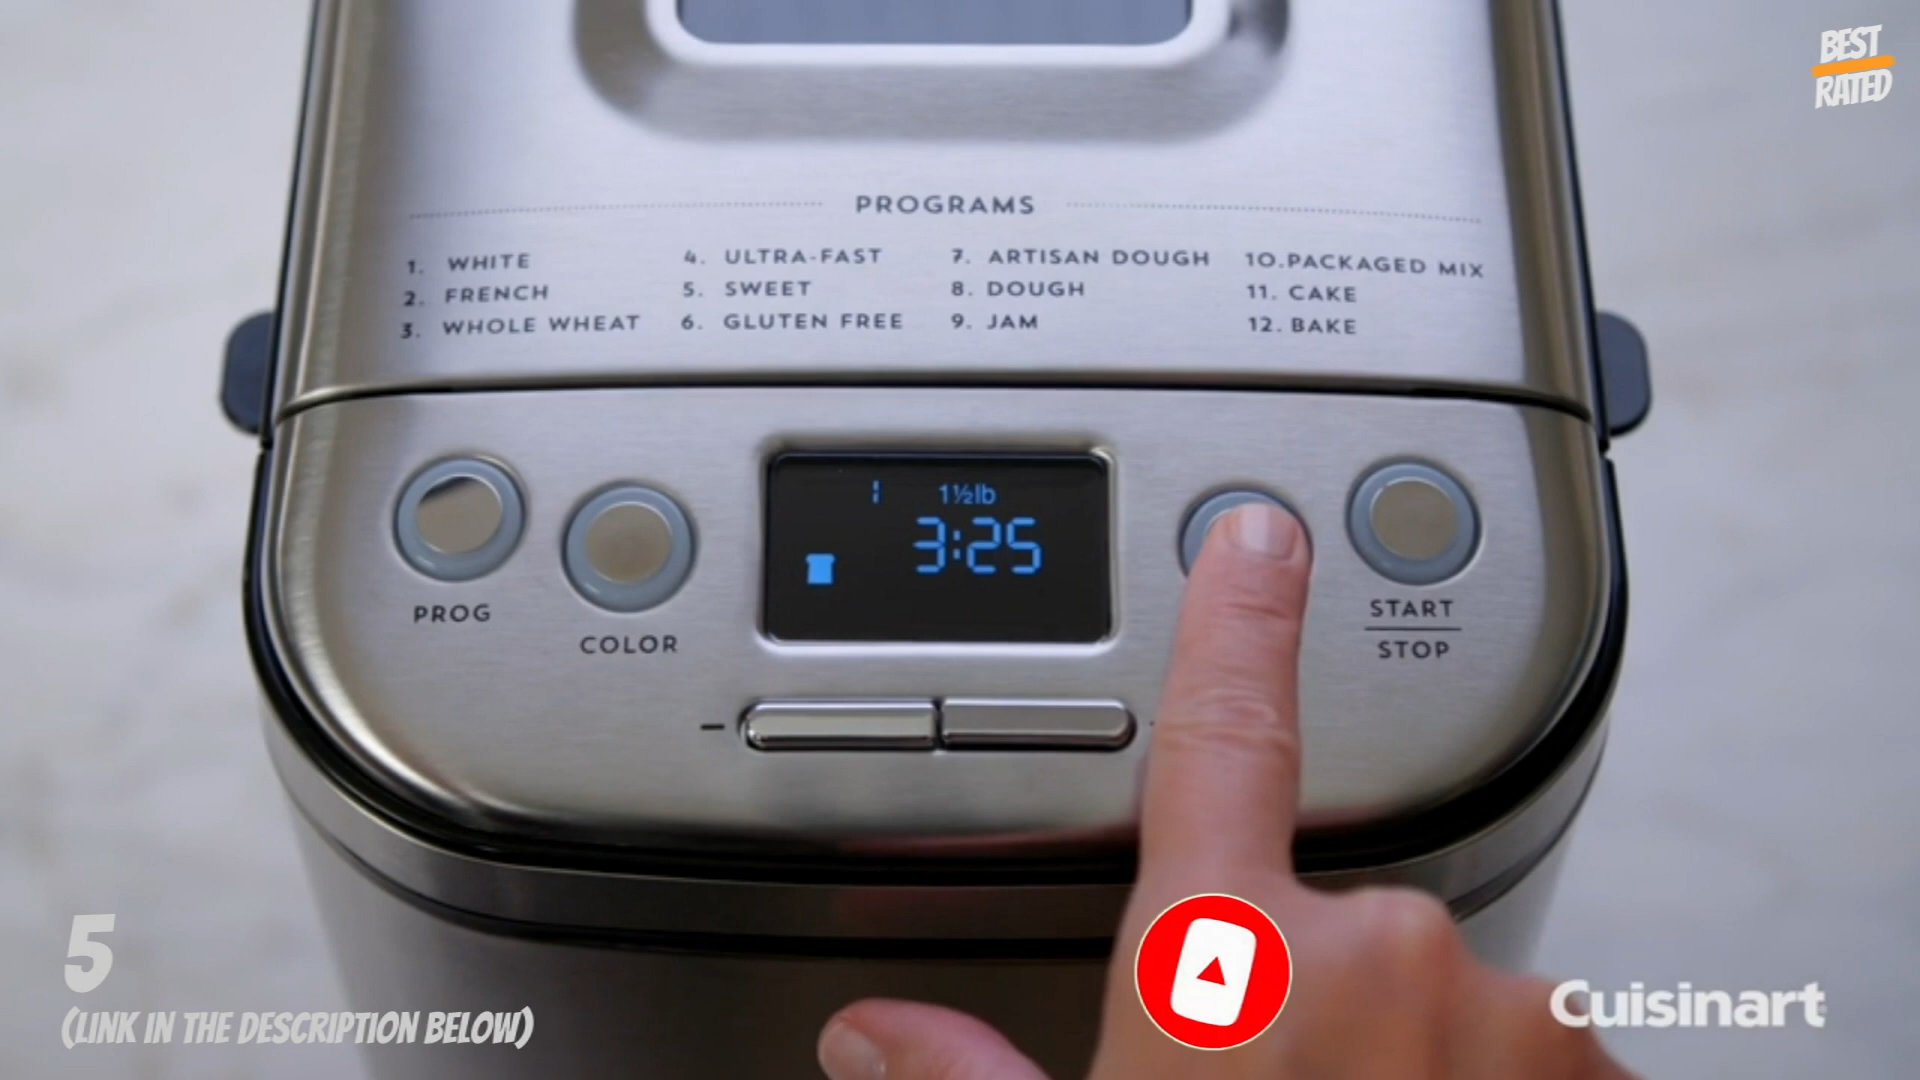 BEST
RATED
PROGRAMS
1. WHITE
2. FRENCH
3. WHOLE WHEAT
4. ULTRA-FAST
5. SWEET
6. GLUTEN FREE
7. ARTISAN DOUGH
8. DOUGH
9. JAM
10. PACKAGED MIX
11. CAKE
12. BAKE
1 1½lb
3:25
PROG
COLOR
START
STOP
-
5
(LINK IN THE DESCRIPTION BELOW)
Cuisinart